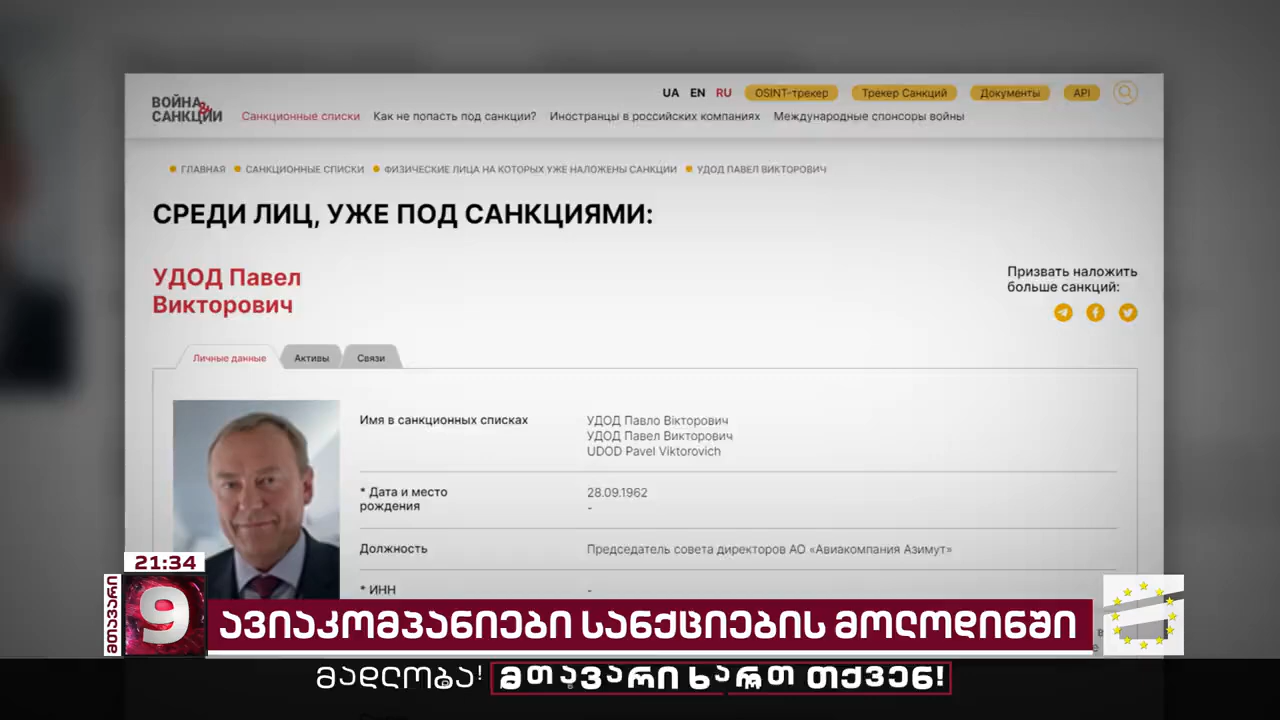 ВОЙНА
&
САНКЦИИ
UA EN RU OSINT-трекер Трекер Санкций Документы API
Санкционные списки Как не попасть под санкции? Иностранцы в российских компаниях Международные спонсоры войны
ГЛАВНАЯ САНКЦИОННЫЕ СПИСКИ ФИЗИЧЕСКИЕ ЛИЦА НА КОТОРЫХ УЖЕ НАЛОЖЕНЫ САНКЦИИ УДОД ПАВЕЛ ВИКТОРОВИЧ
СРЕДИ ЛИЦ, УЖЕ ПОД САНКЦИЯМИ:
УДОД Павел
Викторович
Призвать наложить
больше санкций:
Личные данные Активы Связи
Имя в санкционных списках
УДОД Павло Вікторович
УДОД Павел Викторович
UDOD Pavel Viktorovich
* Дата и место
рождения
28.09.1962
-
Должность
Председатель совета директоров АО «Авиакомпания Азимут»
* ИНН
-
21:34
მთავარი
9
ავიაკომპანიები სანქციების მოლოდინში
მადლობა! მთავარი ხართ თქვენ!